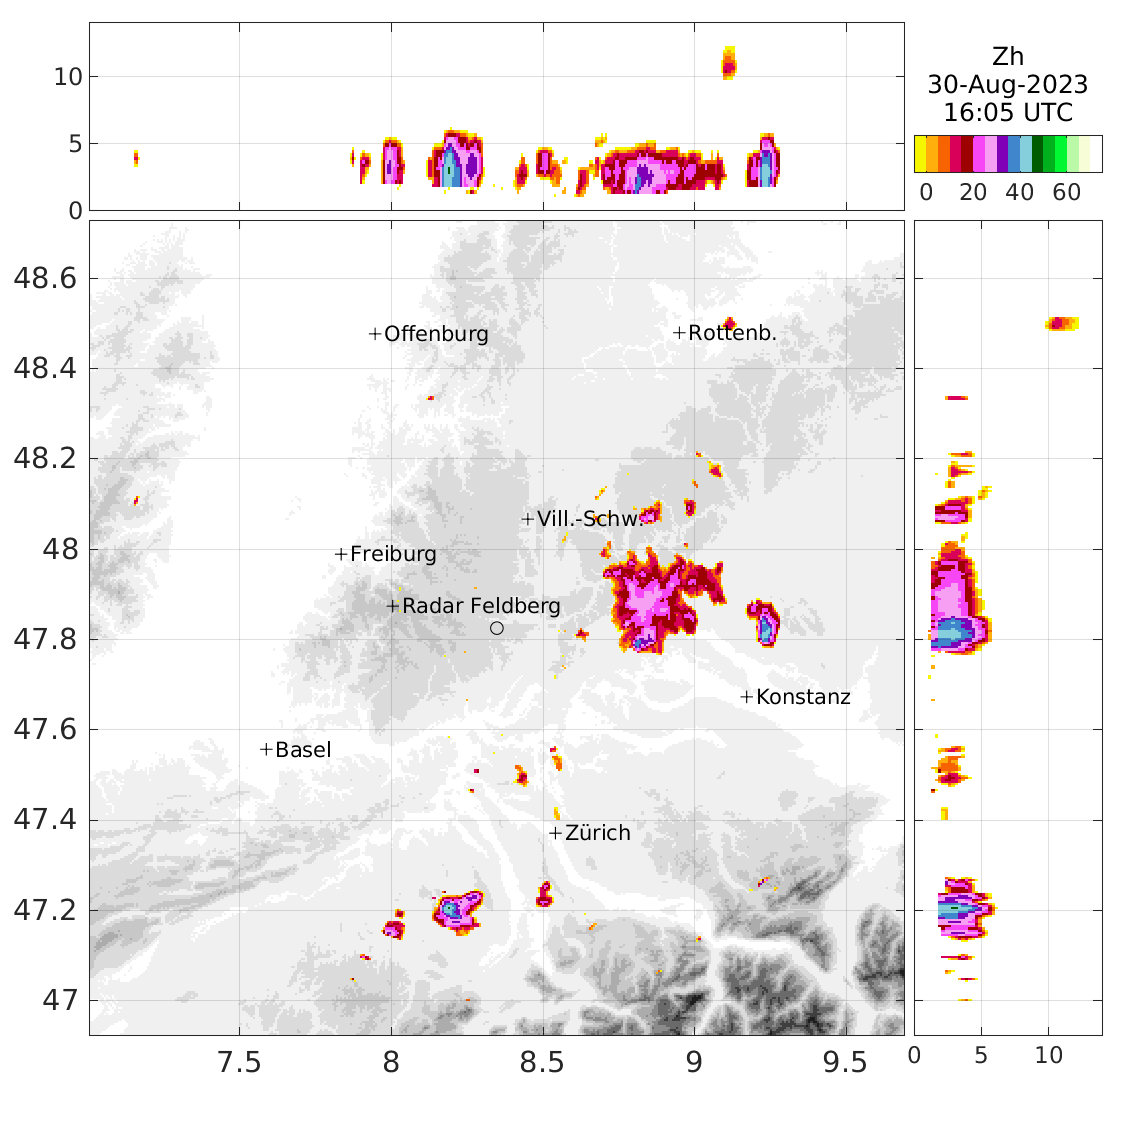 10
5
0
Zh
30-Aug-2023
16:05 UTC
0 20 40 60
48.6
48.4
48.2
48
47.8
47.6
47.4
47.2
47
+Offenburg
+Rottenb.
+Vill.-Schw.
+Freiburg
+Radar Feldberg
+Konstanz
+Basel
+Zürich
7.5 8 8.5 9 9.5
0 5 10